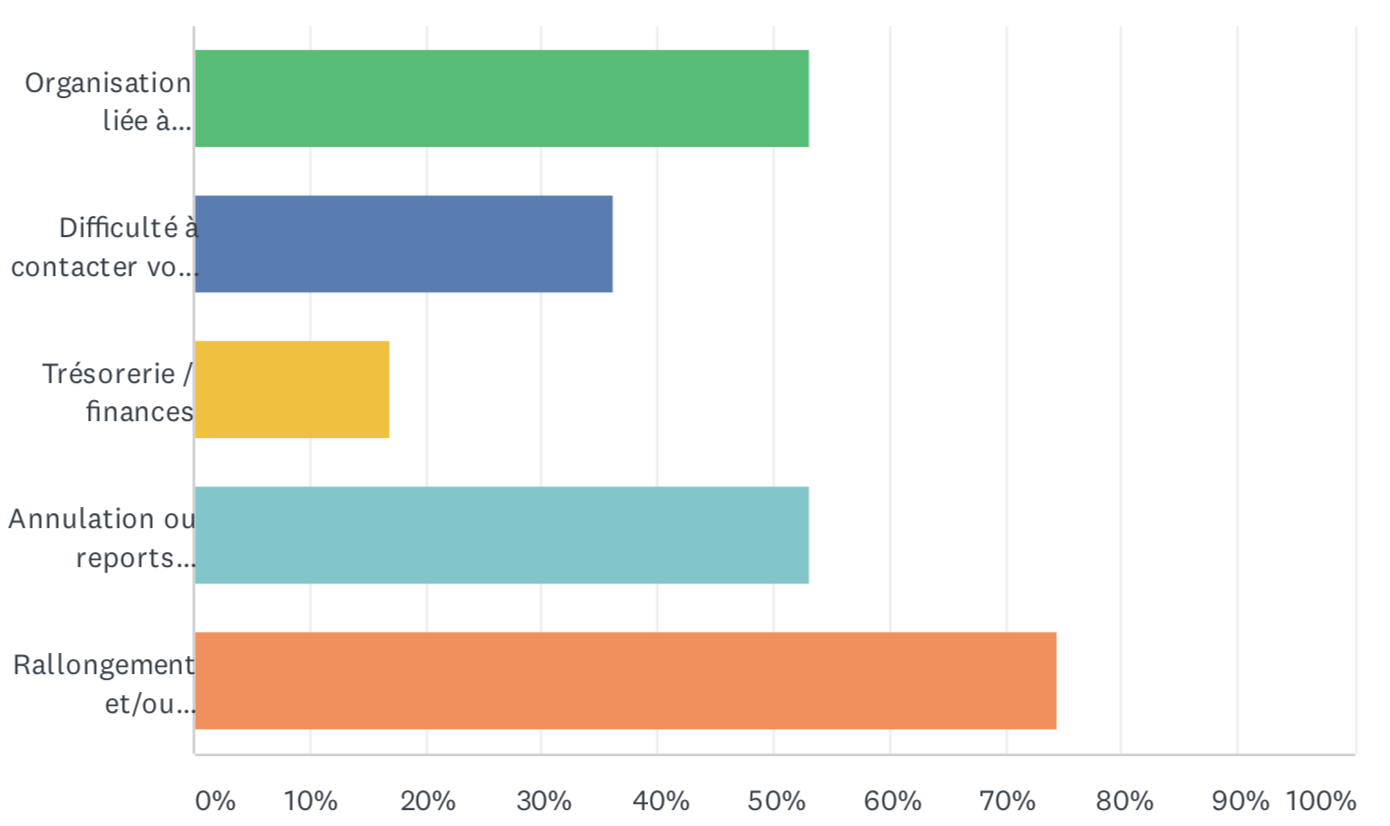 Organisation
liée à...
Difficulté à
contacter vo...
Trésorerie /
finances
Annulation ou
reports...
Rallongement
et/ou...
0% 10% 20% 30% 40% 50% 60% 70% 80% 90% 100%